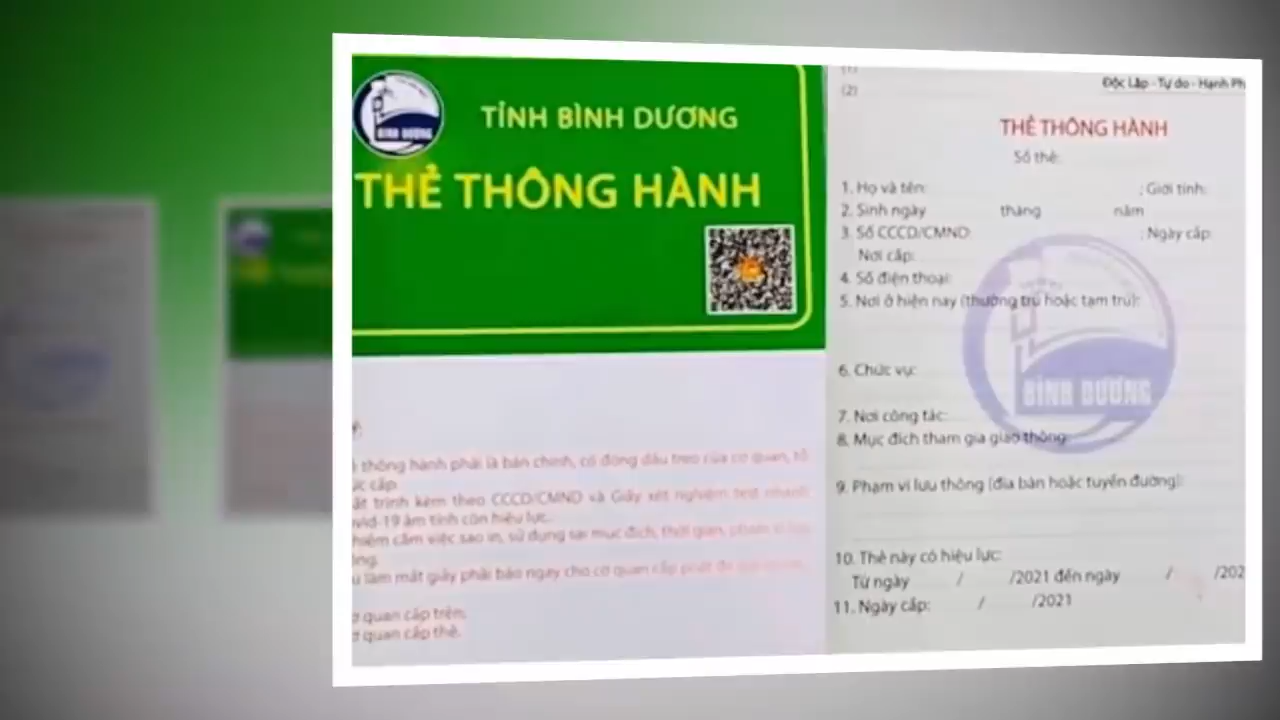 BÌNH DƯƠNG
TỈNH BÌNH DƯƠNG
THẺ THÔNG HÀNH
thông hành phải là bản chính, có đóng dấu treo của cơ quan, tổ
cấp
trình kèm theo CCCD/CMND và Giấy xét nghiệm test nhanh
vid-19 âm tính còn hiệu lực.
cấm việc sao in, sử dụng sai mục đích, thời gian, phạm vi
làm mất giấy phải báo ngay cho cơ quan cấp
quan cấp trên.
quan cấp thẻ.
(1)
(2)
Độc Lập - Tự do - Hạnh Ph
THẺ THÔNG HÀNH
Số thẻ:
1. Họ và tên: ; Giới tính:
2. Sinh ngày tháng năm
3. Số CCCD/CMND: ; Ngày cấp:
Nơi cấp:
4. Số điện thoại:
5. Nơi ở hiện nay (thường trú hoặc tạm trú):
6. Chức vụ:
BÌNH DƯƠNG
7. Nơi công tác:
8. Mục đích tham gia giao thông:
9. Phạm vi lưu thông (địa bàn hoặc tuyến đường):
10. Thẻ này có hiệu lực:
Từ ngày / /2021 đến ngày / /202
11. Ngày cấp: / /2021